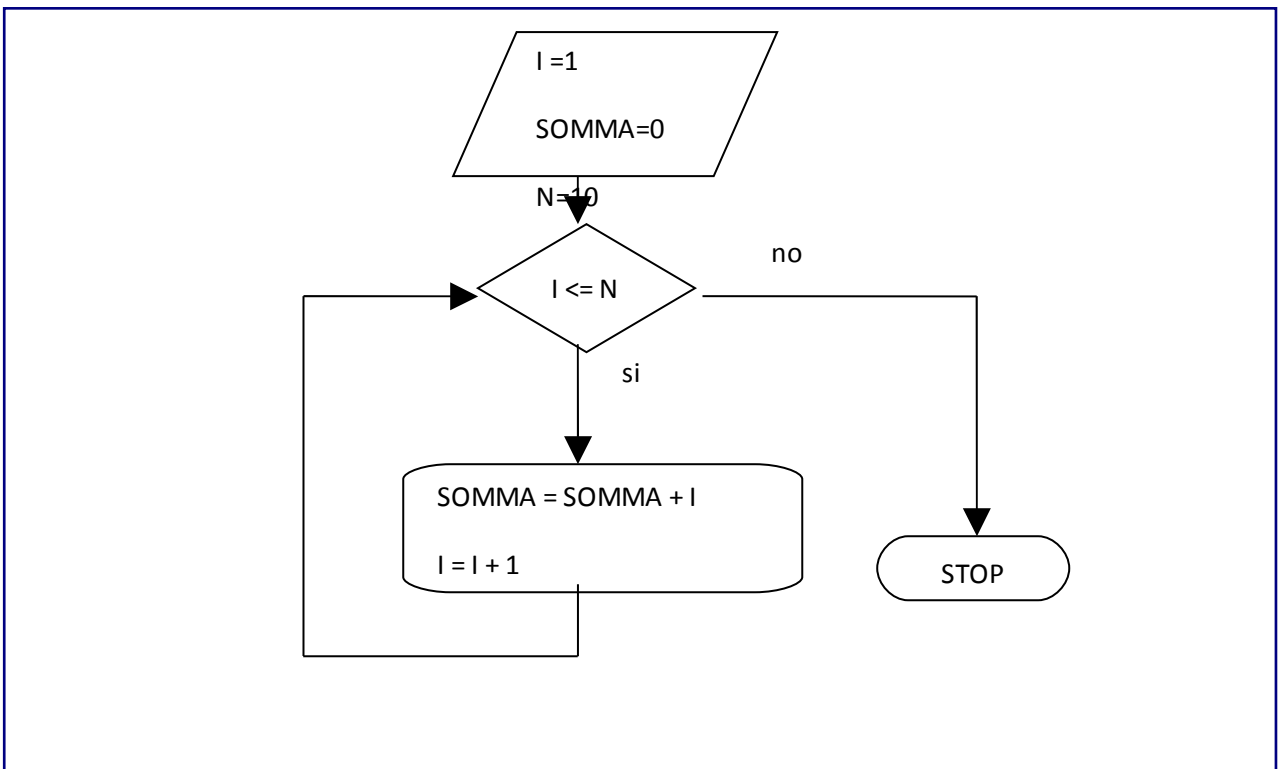 I =1
SOMMA=0
N=10
no
I <= N
si
SOMMA = SOMMA + I
I = I + 1
STOP